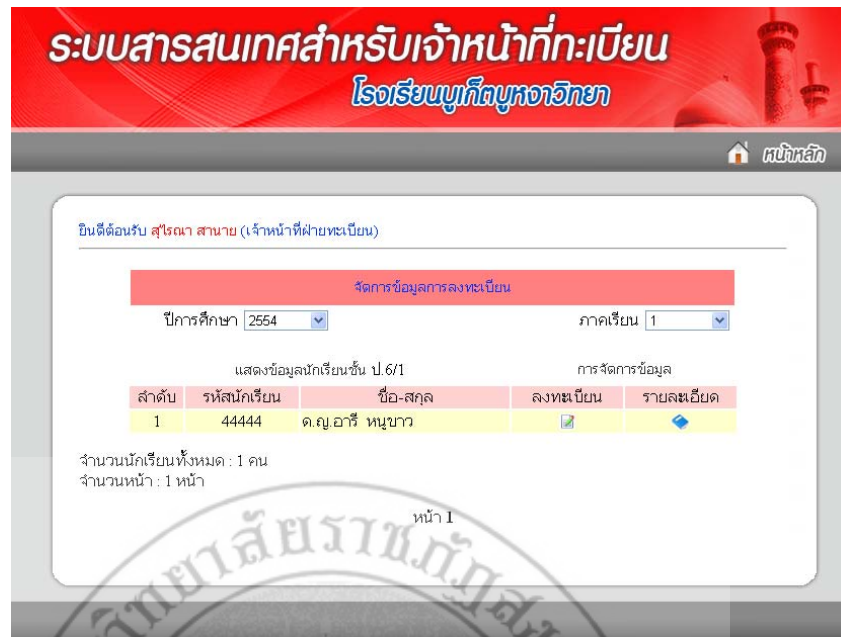 ระบบสารสนเทศสำหรับเจ้าหน้าที่ทะเบียน
โรงเรียนบูเก็ตบูหงาวิทยา
หน้าหลัก
ยินดีต้อนรับ สุไรณา สานาย (เจ้าหน้าที่ฝ่ายทะเบียน)
จัดการข้อมูลการลงทะเบียน
ปีการศึกษา 2554 ภาคเรียน 1
แสดงข้อมูลนักเรียนชั้น ป.6/1 การจัดการข้อมูล
ลำดับ รหัสนักเรียน ชื่อ-สกุล ลงทะเบียน รายละเอียด
1 44444 ด.ญ.อารี หนูขาว
จำนวนนักเรียนทั้งหมด : 1 คน
จำนวนหน้า : 1 หน้า
หน้า 1